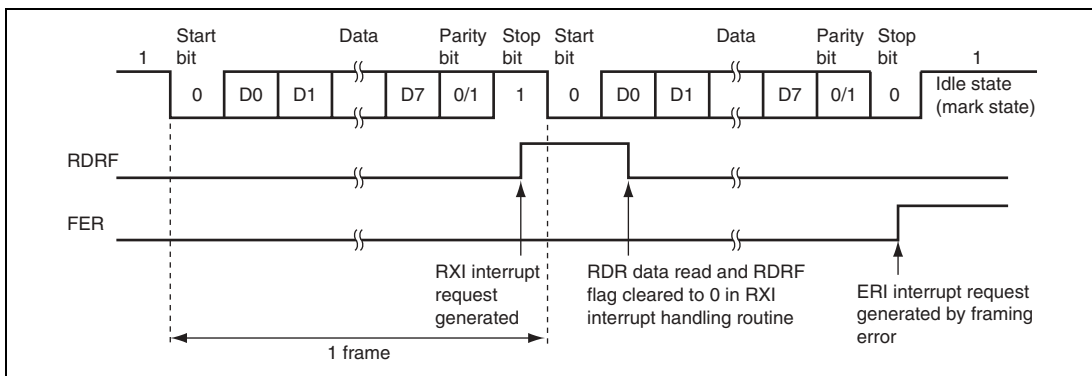 1
Start bit
Data
Parity bit
Stop bit
Start bit
Data
Parity bit
Stop bit
1
0
D0
D1
D7
0/1
1
0
D0
D1
D7
0/1
0
Idle state
(mark state)
RDRF
FER
RXI interrupt
request
generated
RDR data read and RDRF
flag cleared to 0 in RXI
interrupt handling routine
ERI interrupt request
generated by framing
error
1 frame